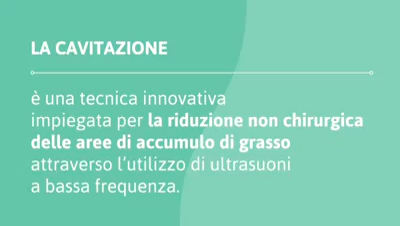 LA CAVITAZIONE
è una tecnica innovativa
impiegata per la riduzione non chirurgica
delle aree di accumulo di grasso
attraverso l’utilizzo di ultrasuoni
a bassa frequenza.